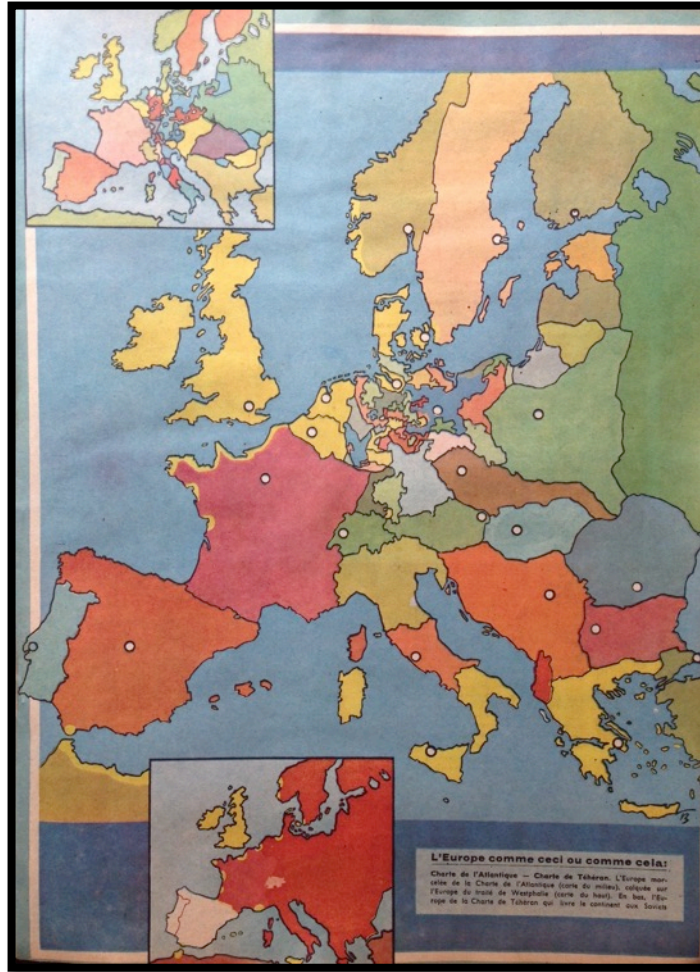 L'Europe comme ceci ou comme cela:
Charte de l'Atlantique — Charte de Téhéran. L'Europe mor-
celée de la Charte de l'Atlantique (carte du milieu), calquée sur
l'Europe du traité de Westphalie (carte du haut). En bas, l'Eu-
rope de la Charte de Téhéran qui livre le continent aux Soviets